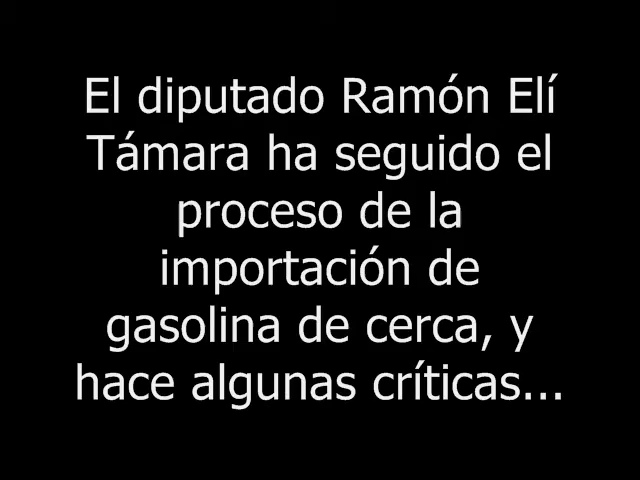 El diputado Ramón Elí
Támara ha seguido el
proceso de la
importación de
gasolina de cerca, y
hace algunas críticas...